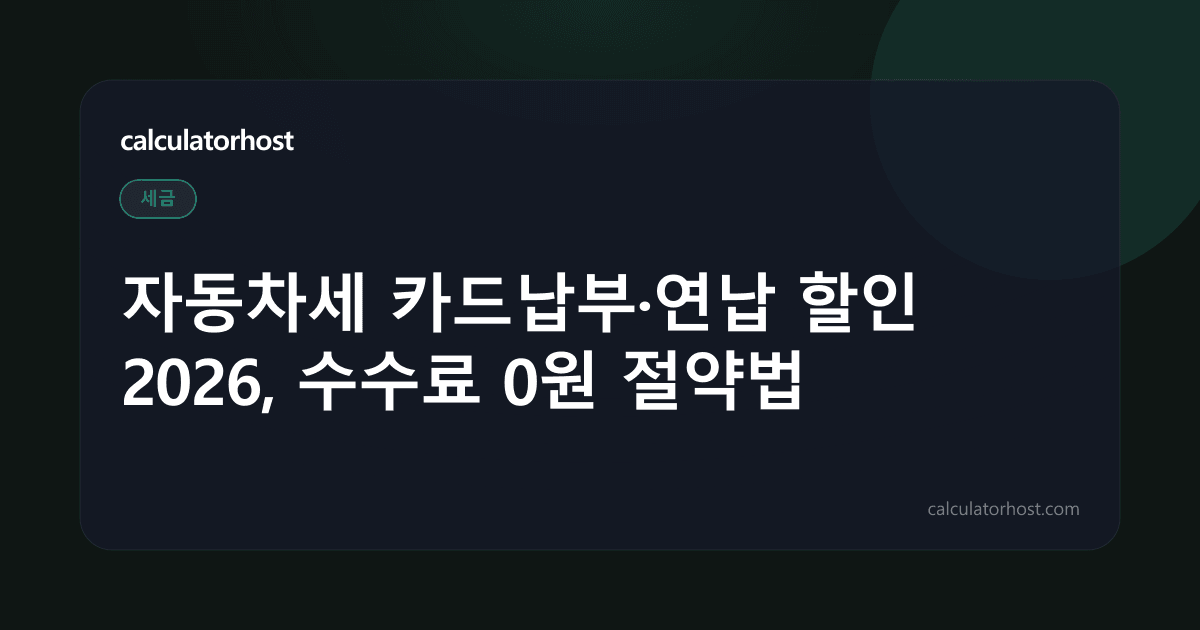 calculatorhost
세금
자동차세 카드납부·연납 할인
2026, 수수료 0원 절약법
calculatorhost.com